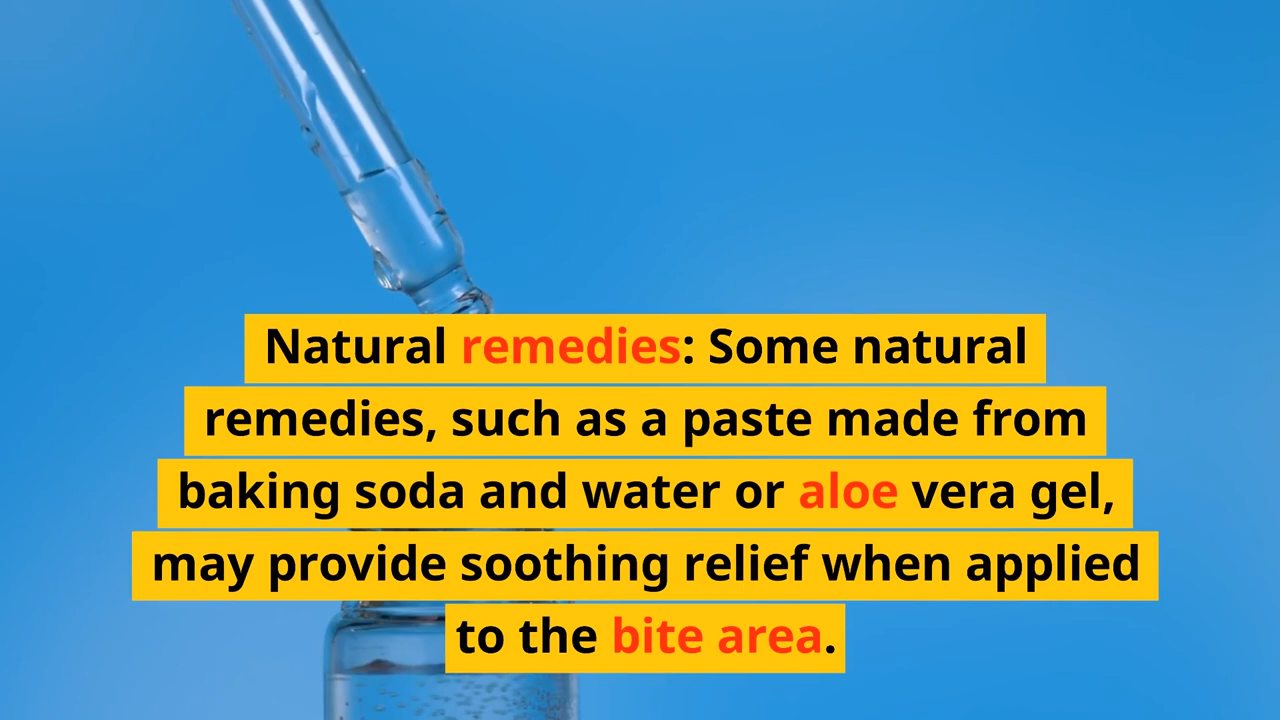 Natural remedies: Some natural
remedies, such as a paste made from
baking soda and water or aloe vera gel,
may provide soothing relief when applied
to the bite area.